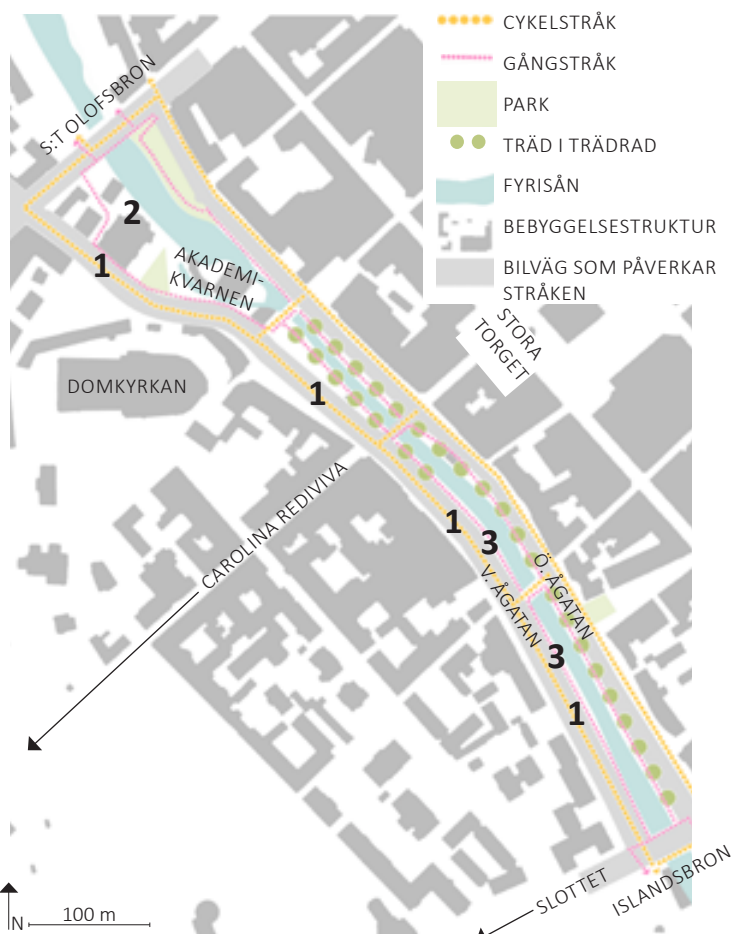 CYKELSTRÅK
GÅNGSTRÅK
PARK
TRÄD I TRÄDRAD
FYRISÅN
BEBYGGELSESTRUKTUR
BILVÄG SOM PÅVERKAR
STRÅKEN
S:T OLOFSBRON
2
1
AKADEMI-
KVARNEN
STORA
TORGET
DOMKYRKAN
1
CAROLINA REDIVIVA
1
3
V. ÅGATAN
Ö. ÅGATAN
3
1
SLOTTET
ISLANDSBRON
N
100 m